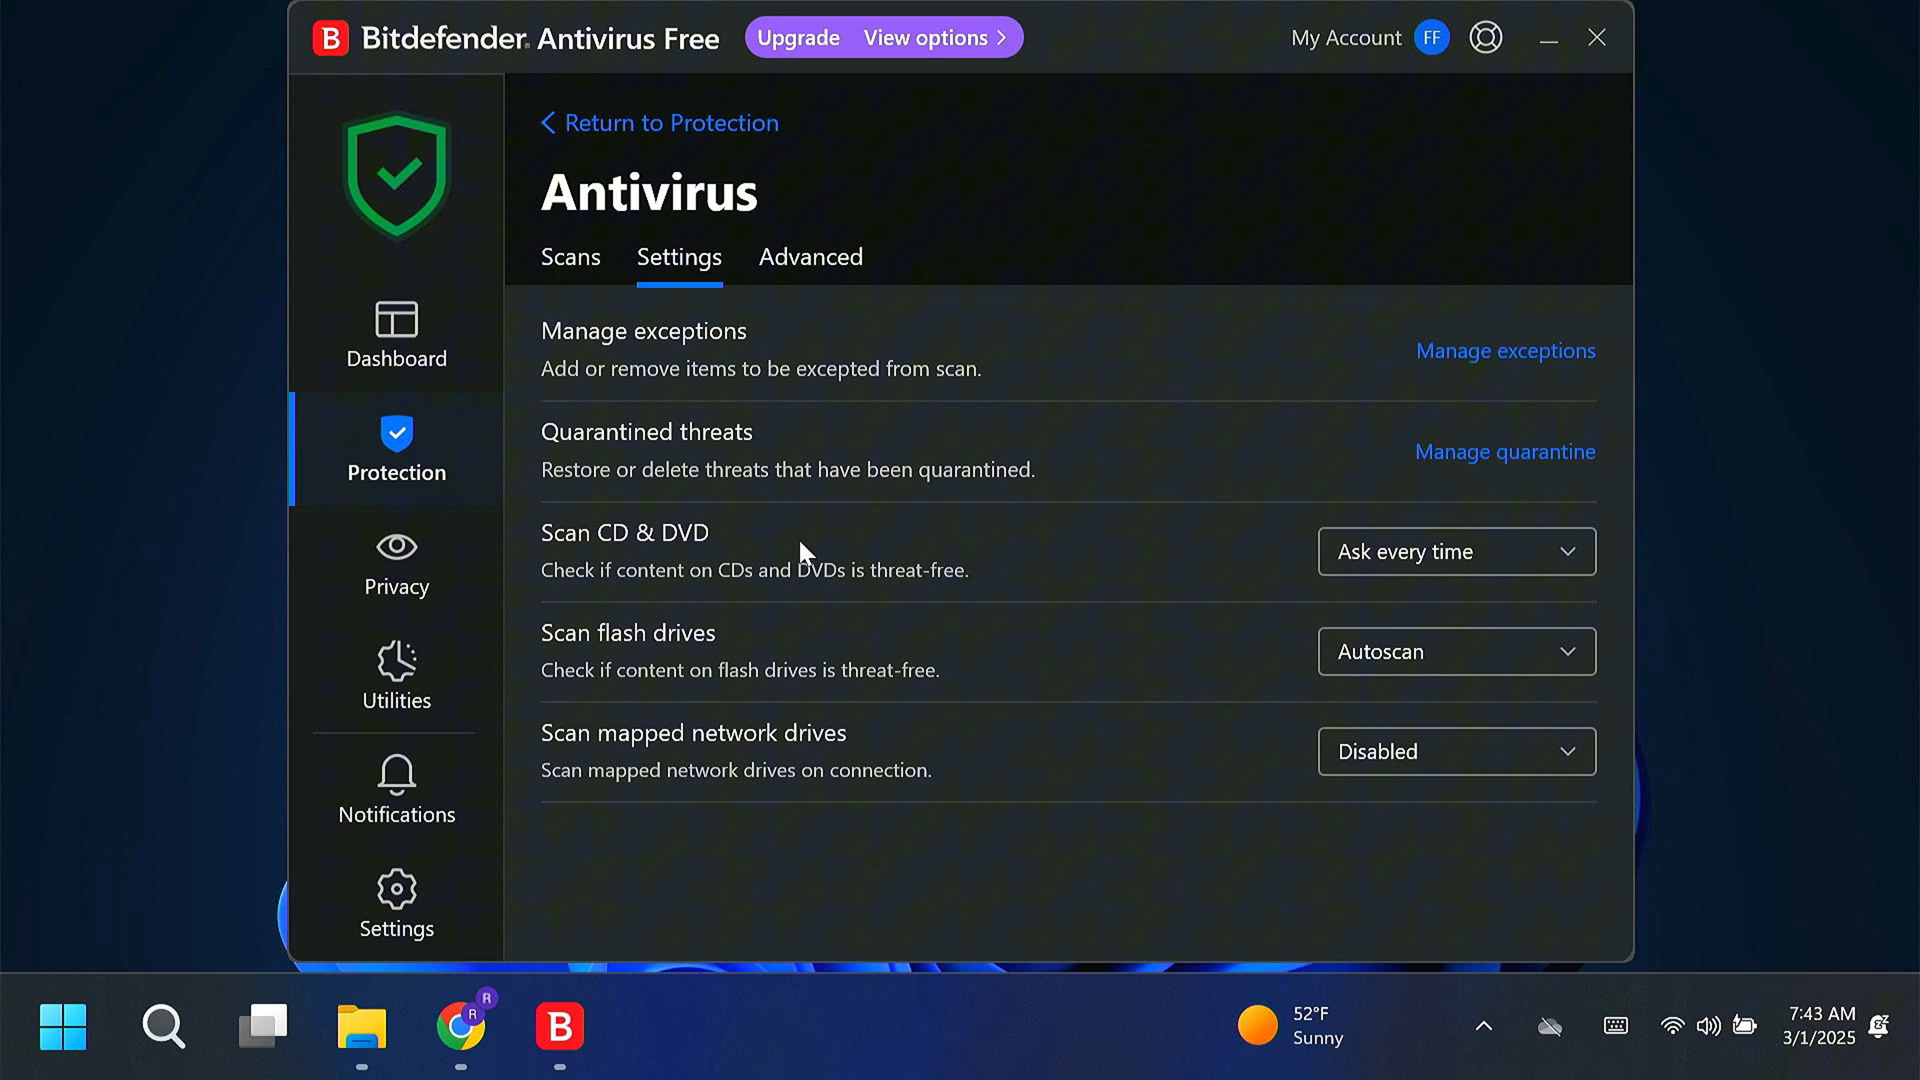 B Bitdefender Antivirus Free
Upgrade View options
My Account FF
Return to Protection
Antivirus
Scans Settings Advanced
Dashboard
Protection
Privacy
Utilities
Notifications
Settings
Manage exceptions
Add or remove items to be excepted from scan.
Manage exceptions
Quarantined threats
Restore or delete threats that have been quarantined.
Manage quarantine
Scan CD & DVD
Check if content on CDs and DVDs is threat-free.
Ask every time
Scan flash drives
Check if content on flash drives is threat-free.
Autoscan
Scan mapped network drives
Scan mapped network drives on connection.
Disabled
R
R
B
52°F
Sunny
7:43 AM
3/1/2025